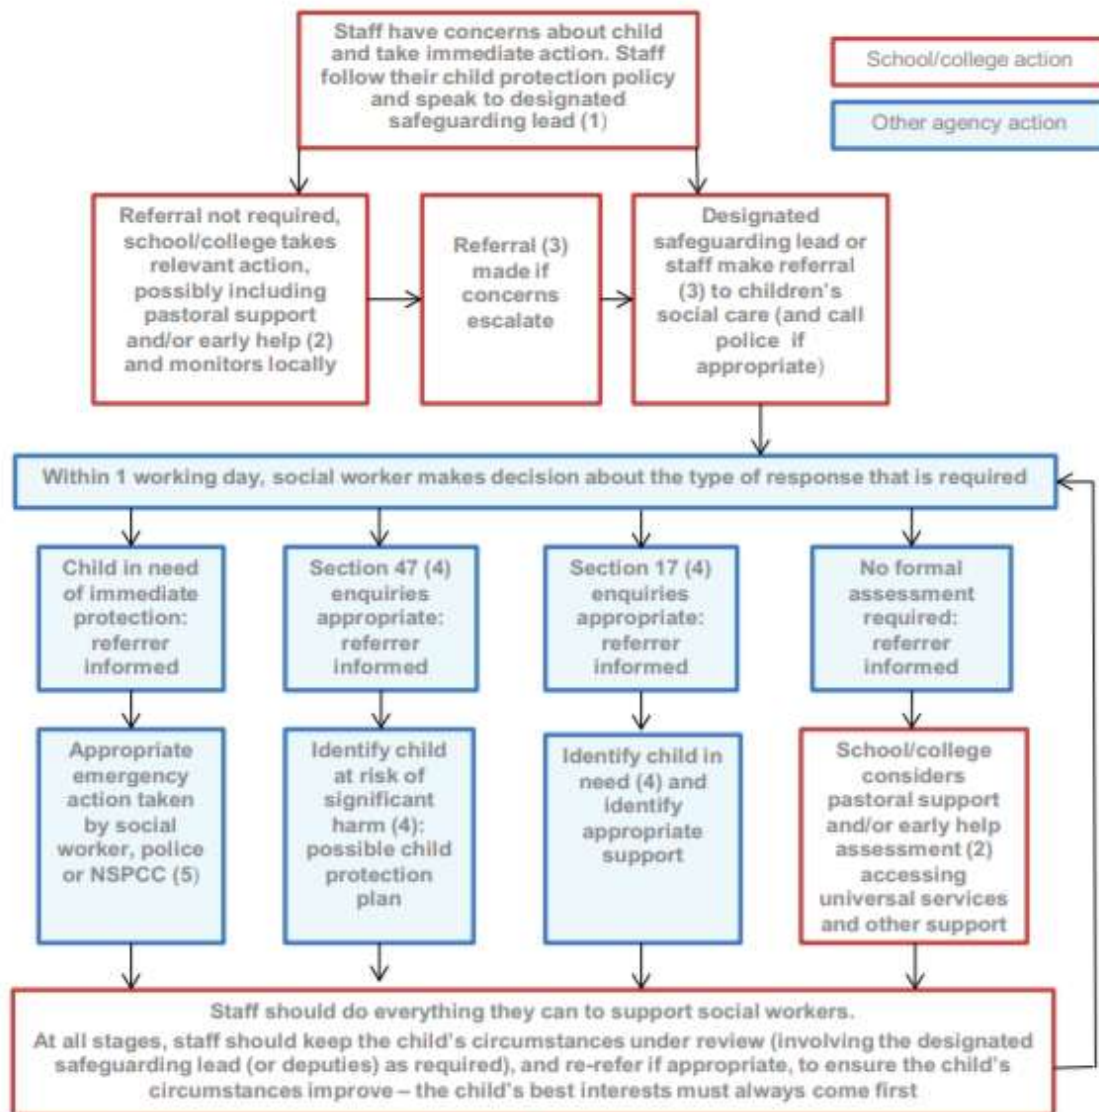 Staff have concerns about child
and take immediate action. Staff
follow their child protection policy
and speak to designated
safeguarding lead (1)
School/college action
Other agency action
Referral not required,
school/college takes
relevant action,
possibly including
pastoral support
and/or early help (2)
and monitors locally
Referral (3)
made if
concerns
escalate
Designated
safeguarding lead or
staff make referral
(3) to children's
social care (and call
police if
appropriate)
Within 1 working day, social worker makes decision about the type of response that is required
Child in need
of immediate
protection:
referrer
informed
Section 47 (4)
enquiries
appropriate:
referrer
informed
Section 17 (4)
enquiries
appropriate:
referrer
informed
No formal
assessment
required:
referrer
informed
Appropriate
emergency
action taken
by social
worker, police
or NSPCC (5)
Identify child
at risk of
significant
harm (4):
possible child
protection
plan
Identify child in
need (4) and
identify
appropriate
support
School/college
considers
pastoral support
and/or early help
assessment (2)
accessing
universal services
and other support
Staff should do everything they can to support social workers.
At all stages, staff should keep the child's circumstances under review (involving the designated
safeguarding lead (or deputies) as required), and re-refer if appropriate, to ensure the child's
circumstances improve – the child's best interests must always come first